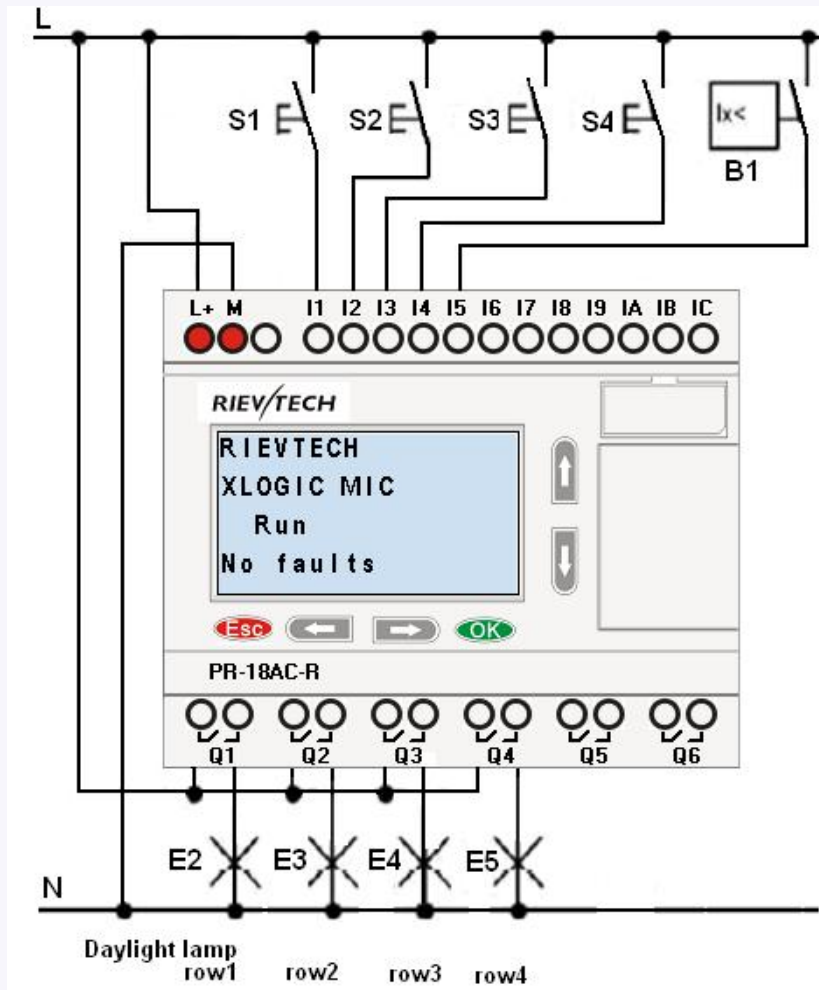 L
S1 S2 S3 S4 Ix<
B1
L+ M I1 I2 I3 I4 I5 I6 I7 I8 I9 IA IB IC
RIEV/TECH
RIEVTECH
XLOGIC MIC
Run
No faults
Esc OK
PR-18AC-R
Q1 Q2 Q3 Q4 Q5 Q6
E2 E3 E4 E5
N
Daylight lamp
row1 row2 row3 row4